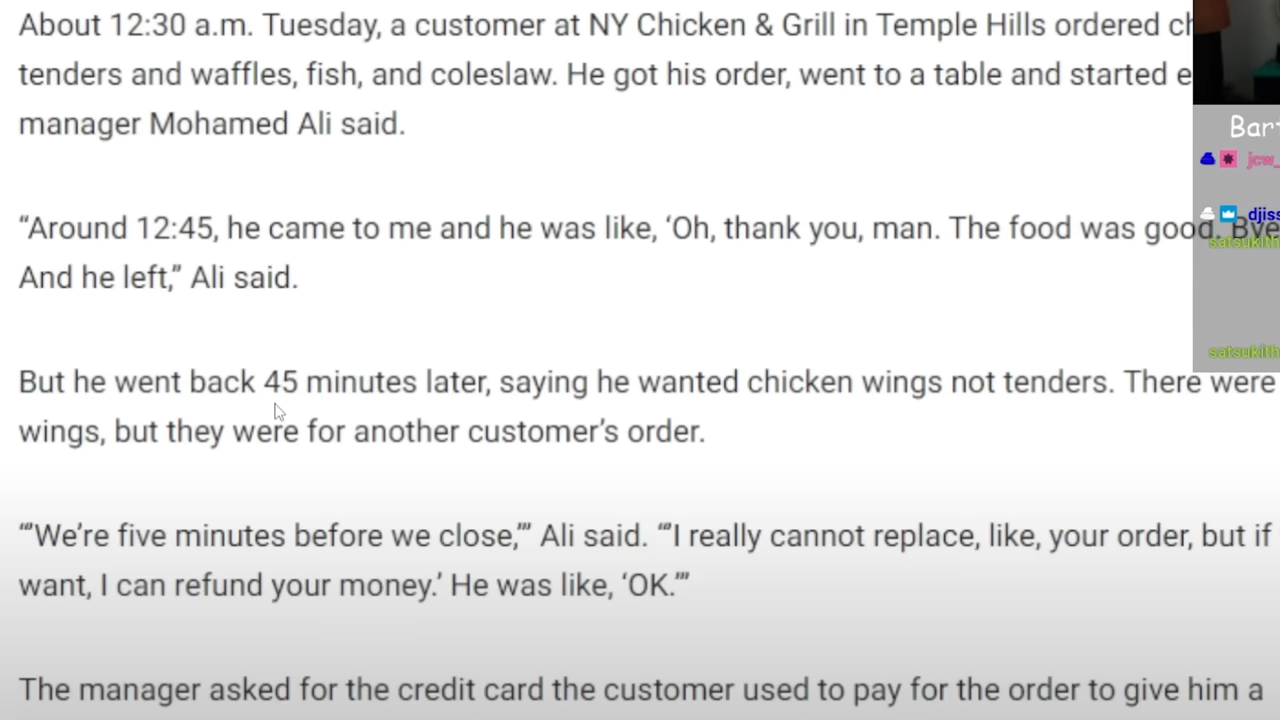 About 12:30 a.m. Tuesday, a customer at NY Chicken & Grill in Temple Hills ordered
tenders and waffles, fish, and coleslaw. He got his order, went to a table and started
manager Mohamed Ali said.
“Around 12:45, he came to me and he was like, ‘Oh, thank you, man. The food was good. Bye
And he left,” Ali said.
But he went back 45 minutes later, saying he wanted chicken wings not tenders. There were
wings, but they were for another customer’s order.
“’We’re five minutes before we close,’” Ali said. “’I really cannot replace, like, your order, but if
want, I can refund your money.’ He was like, ‘OK.’”
The manager asked for the credit card the customer used to pay for the order to give him a
jcw_
djiss
satsukith
satsukith